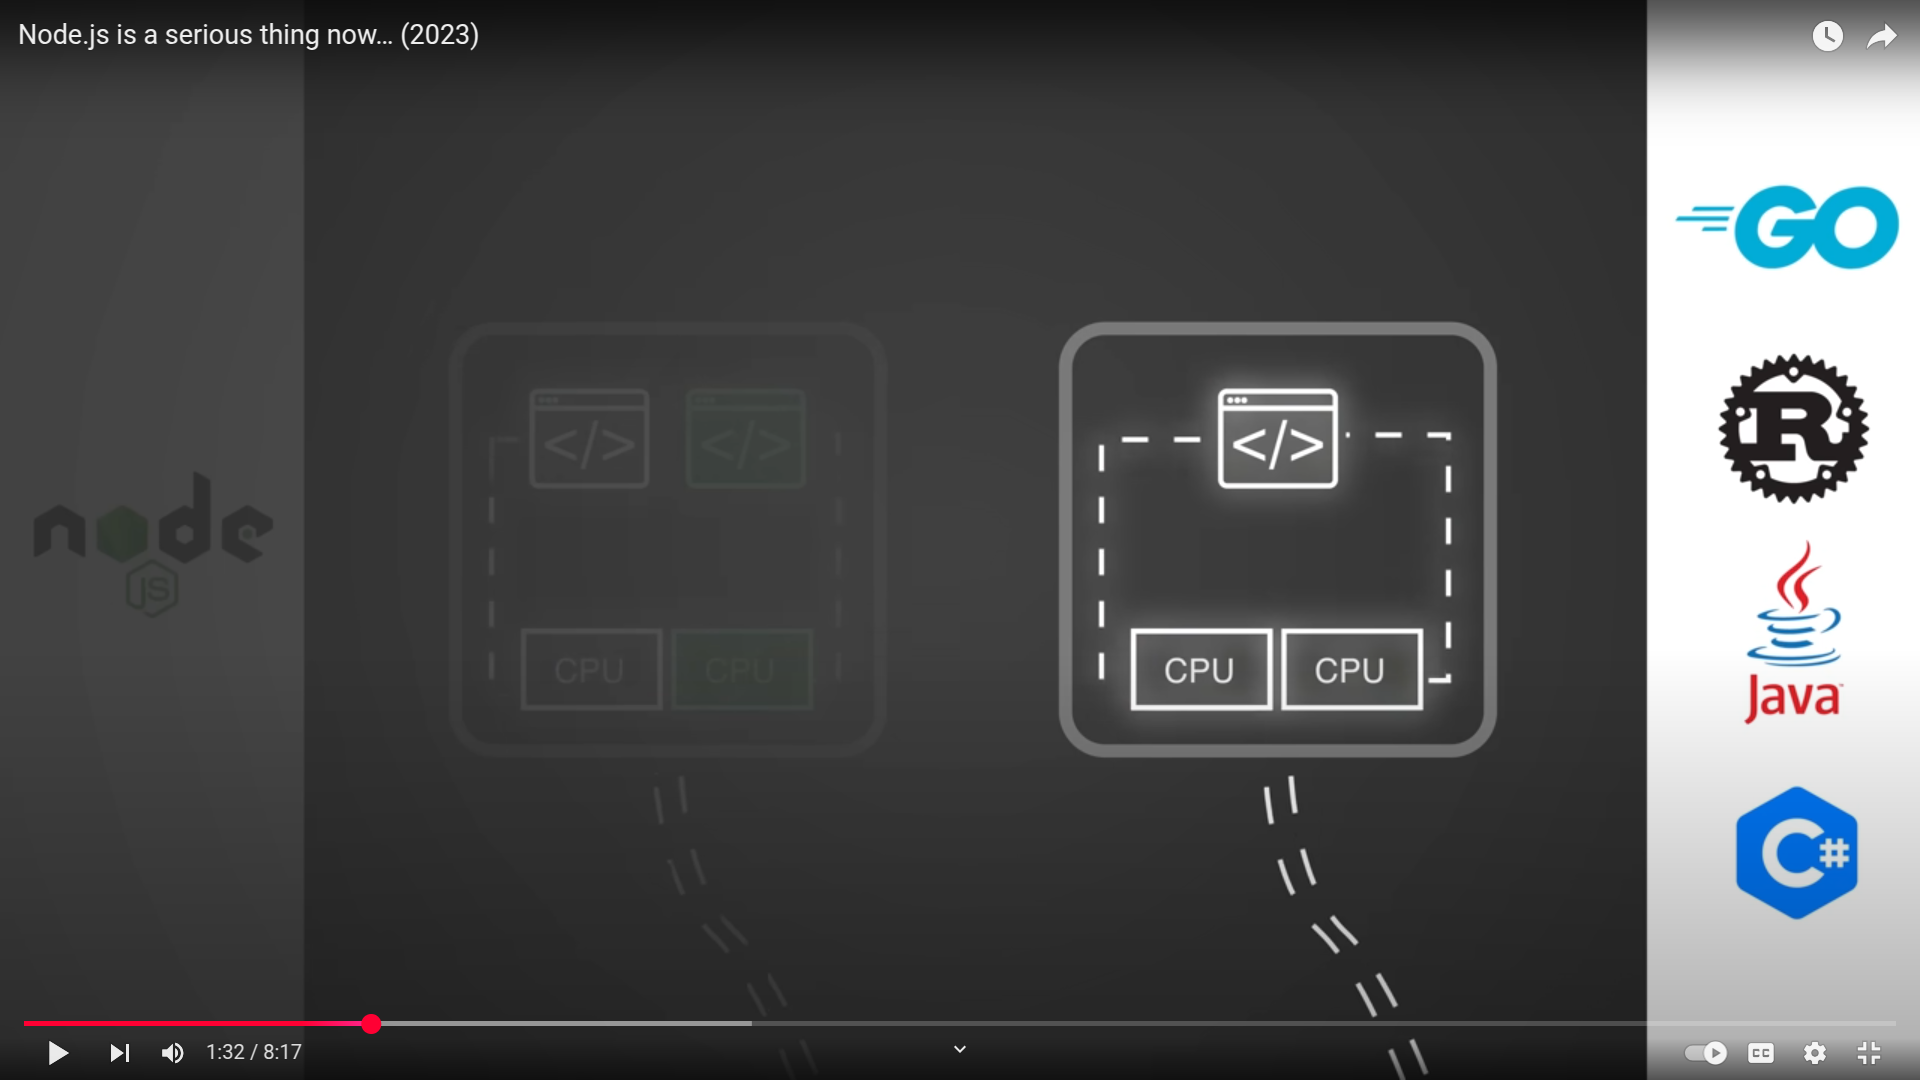 Node.js is a serious thing now... (2023)
GO
R
node
JS
</>
</>
</>
CPU
CPU
CPU
CPU
Java
C#
1:32 / 8:17
CC